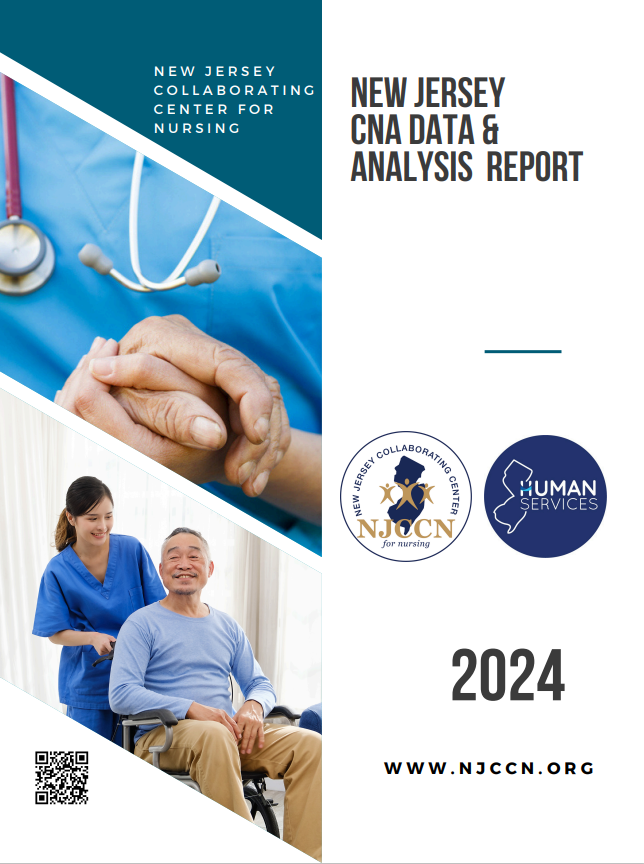 NEW JERSEY
COLLABORATING
CENTER FOR
NURSING
NEW JERSEY
CNA DATA &
ANALYSIS REPORT
NEW JERSEY COLLABORATING CENTER
NJCCN
for nursing
HUMAN
SERVICES
2024
WWW.NJCCN.ORG